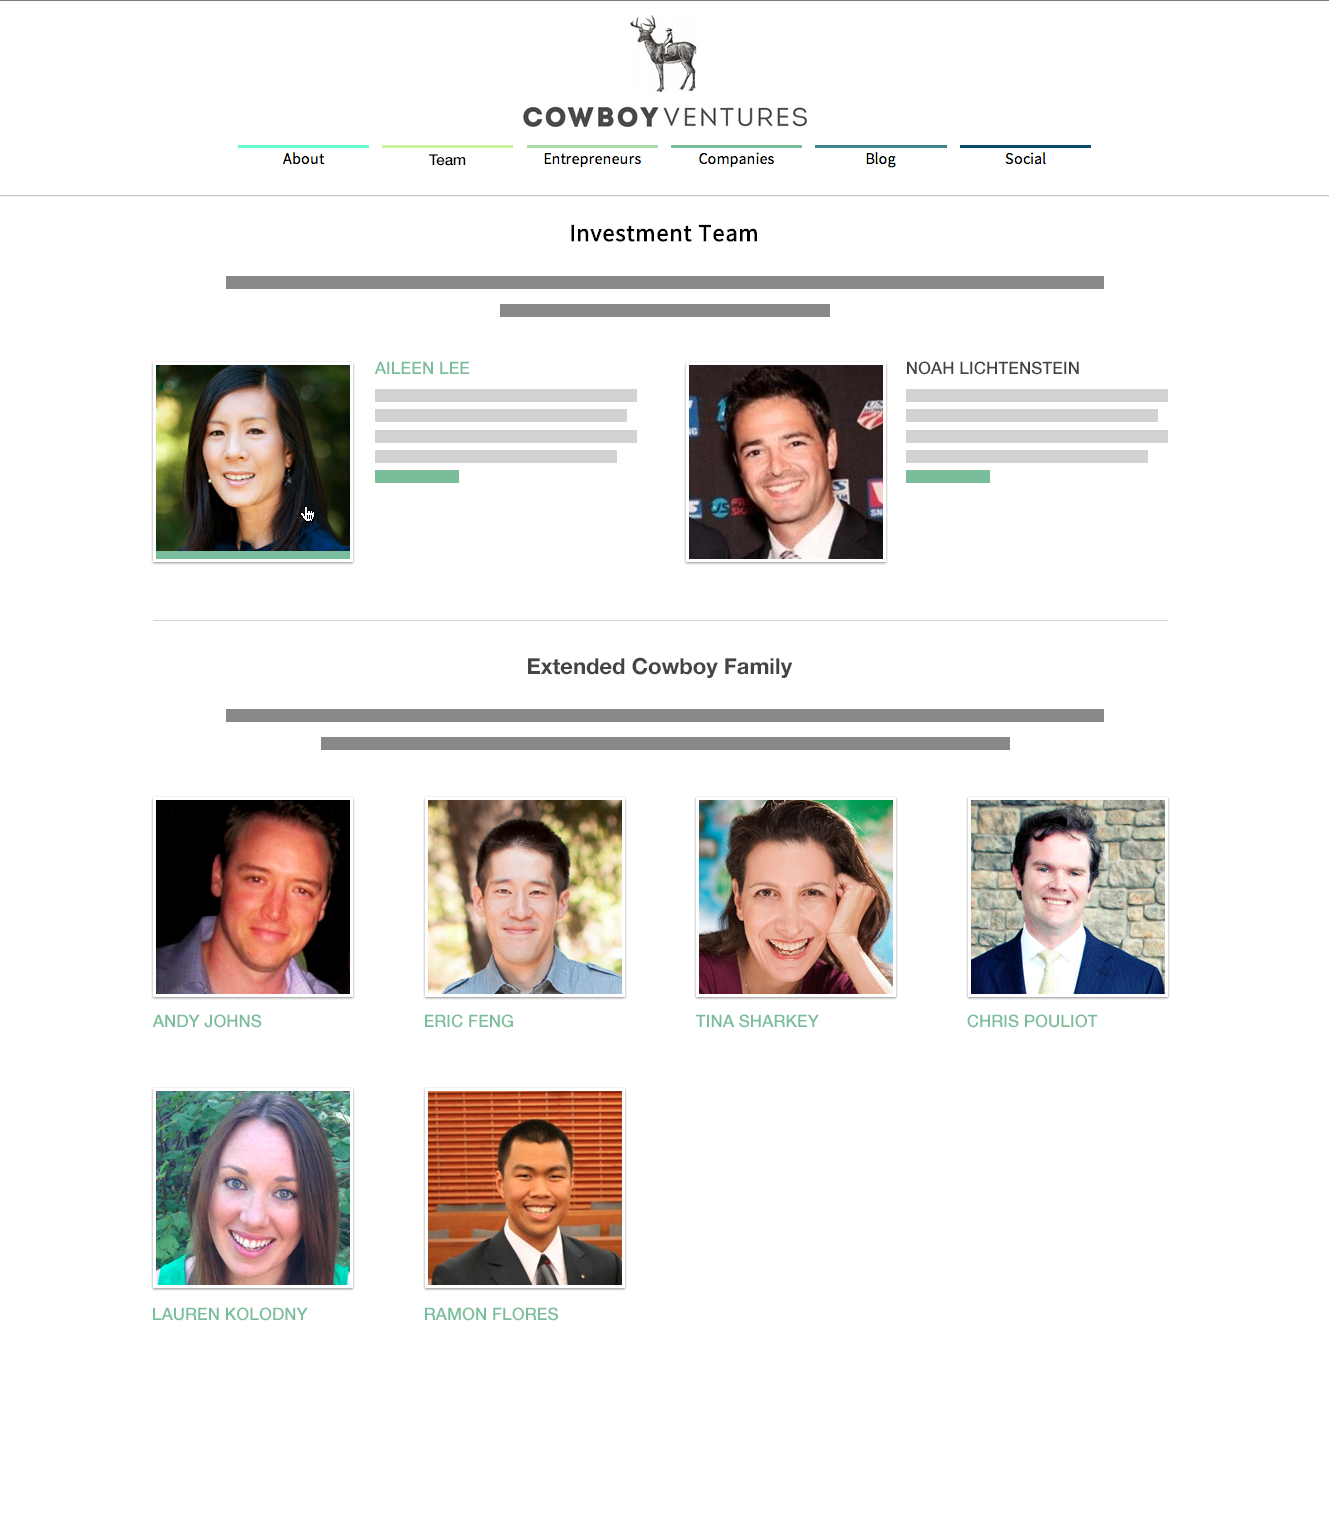 COWBOY VENTURES
About Team Entrepreneurs Companies Blog Social
Investment Team
AILEEN LEE
NOAH LICHTENSTEIN
Extended Cowboy Family
ANDY JOHNS
ERIC FENG
TINA SHARKEY
CHRIS POULIOT
LAUREN KOLODNY
RAMON FLORES